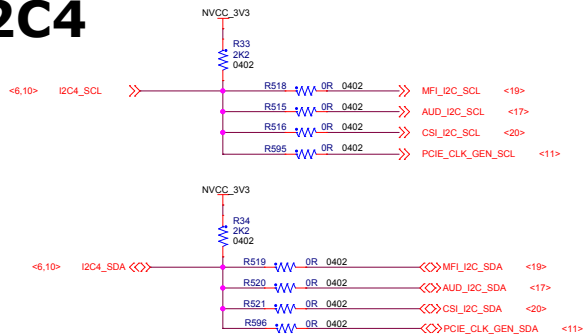 2C4
NVCC_3V3
R33
2K2
0402
<6,10> I2C4_SCL R518 0R 0402 MFI_I2C_SCL <19>
R515 0R 0402 AUD_I2C_SCL <17>
R516 0R 0402 CSI_I2C_SCL <20>
R595 0R 0402 PCIE_CLK_GEN_SCL <11>
NVCC_3V3
R34
2K2
0402
<6,10> I2C4_SDA R519 0R 0402 MFI_I2C_SDA <19>
R520 0R 0402 AUD_I2C_SDA <17>
R521 0R 0402 CSI_I2C_SDA <20>
R596 0R 0402 PCIE_CLK_GEN_SDA <11>